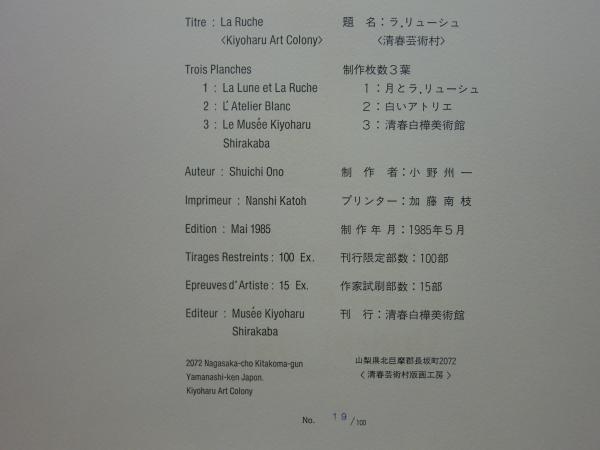 Titre : La Ruche
<Kiyoharu Art Colony>
Trois Planches
1 : La Lune et La Ruche
2 : L'Atelier Blanc
3 : Le Musée Kiyoharu
Shirakaba
Auteur : Shuichi Ono
Imprimeur : Nanshi Katoh
Edition : Mai 1985
Tirages Restreints : 100 Ex.
Epreuves d'Artiste : 15 Ex.
Editeur : Musée Kiyoharu
Shirakaba
2072 Nagasaka-cho Kitakoma-gun
Yamanashi-ken Japon.
Kiyoharu Art Colony
題 名：ラ.リューシュ
〈清春芸術村〉
制作枚数３葉
１：月とラ.リューシュ
２：白いアトリエ
３：清春白樺美術館
制 作 者：小 野 州 一
プリンター：加 藤 南 枝
制 作 年 月：1985年５月
刊行限定部数：100部
作家試刷部数：15部
刊 行：清春白樺美術館
山梨県北巨摩郡長坂町2072
〈 清春芸術村版画工房 〉
No. 19/100